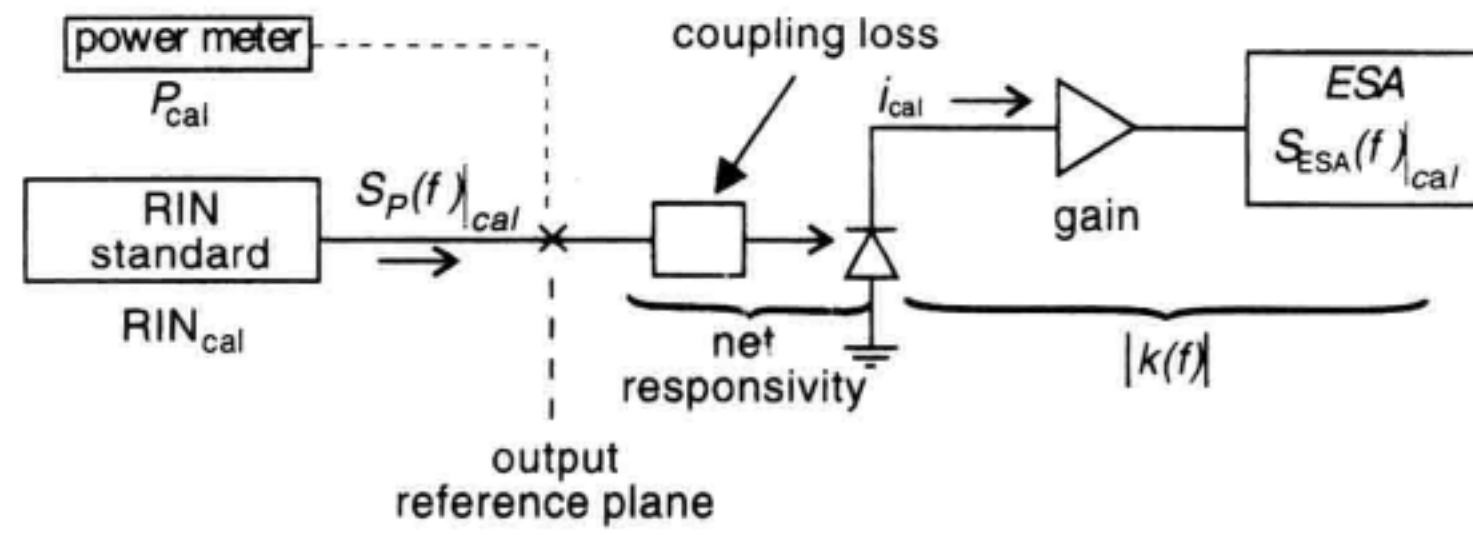 power meter
P_cal
coupling loss
i_cal
ESA
S_ESA(f)|_cal
RIN
standard
S_P(f)|_cal
RIN_cal
gain
net
responsivity
|k(f)|
output
reference plane